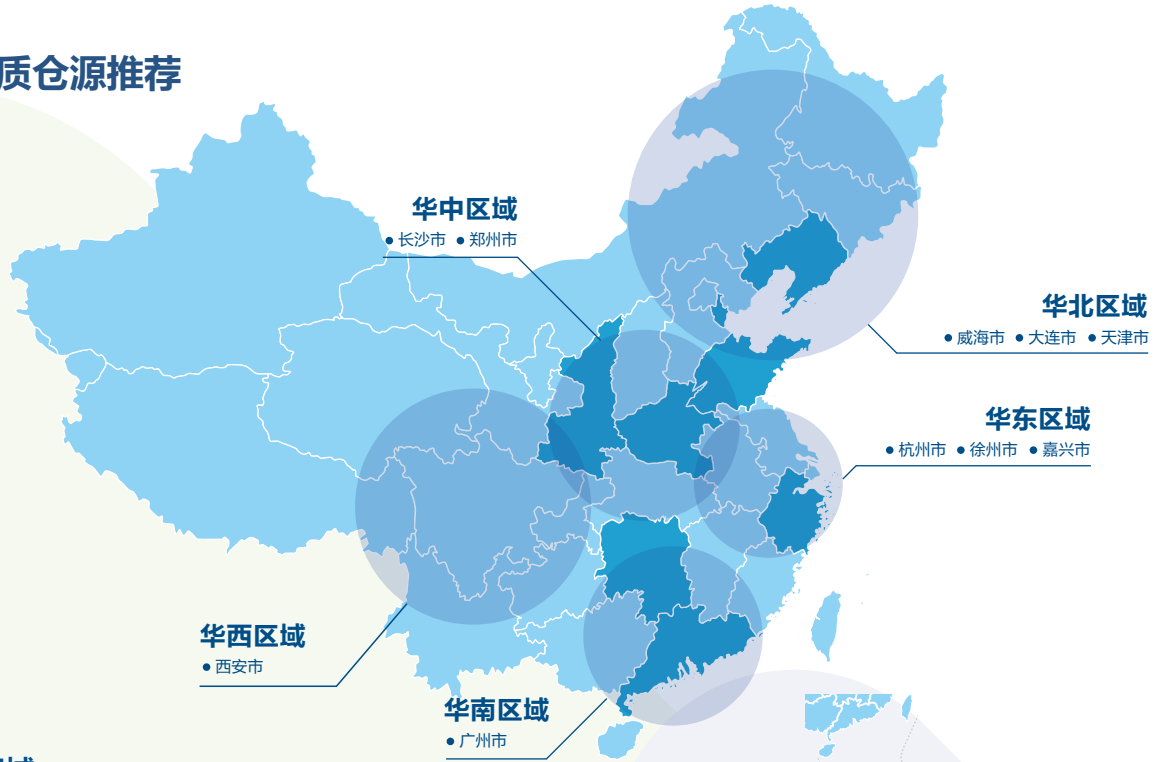 质仓源推荐
华中区域
● 长沙市 ● 郑州市
华北区域
● 威海市 ● 大连市 ● 天津市
华东区域
● 杭州市 ● 徐州市 ● 嘉兴市
华西区域
● 西安市
华南区域
● 广州市